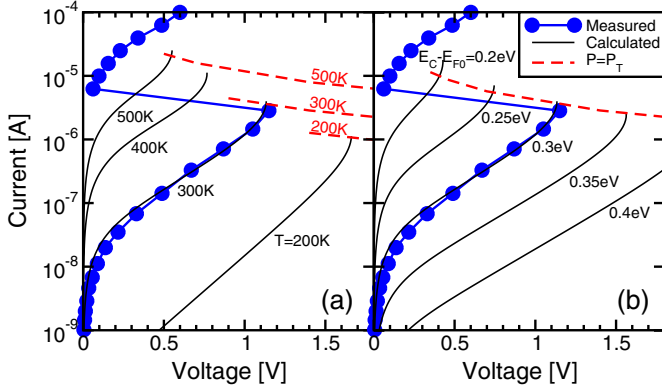 10^-4
10^-5
10^-6
10^-7
10^-8
10^-9
Current [A]
500K
400K
300K
T=200K
500K
300K
200K
(a)
0
0.5
1
1.5
Voltage [V]
Measured
Calculated
P=P_T
E_C-E_F0=0.2eV
0.25eV
0.3eV
0.35eV
0.4eV
(b)
0
0.5
1
1.5
Voltage [V]